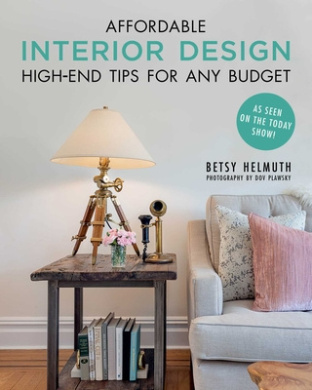 AFFORDABLE
INTERIOR DESIGN
HIGH-END TIPS FOR ANY BUDGET
AS SEEN
ON THE TODAY
SHOW!
BETSY HELMUTH
PHOTOGRAPHY BY DOV PLAWSKY